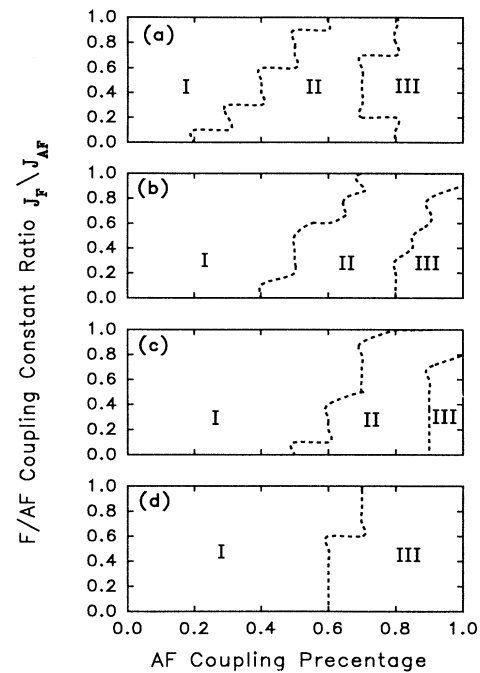 F/AF Coupling Constant Ratio J_F\J_AF
1.0 (a)
0.8
0.6
0.4 I II III
0.2
0.0
1.0 (b)
0.8
0.6
0.4
0.2 I II III
0.0
1.0 (c)
0.8
0.6
0.4 I II III
0.2
0.0
1.0 (d)
0.8
0.6
0.4 I III
0.2
0.0
0.0 0.2 0.4 0.6 0.8 1.0
AF Coupling Precentage